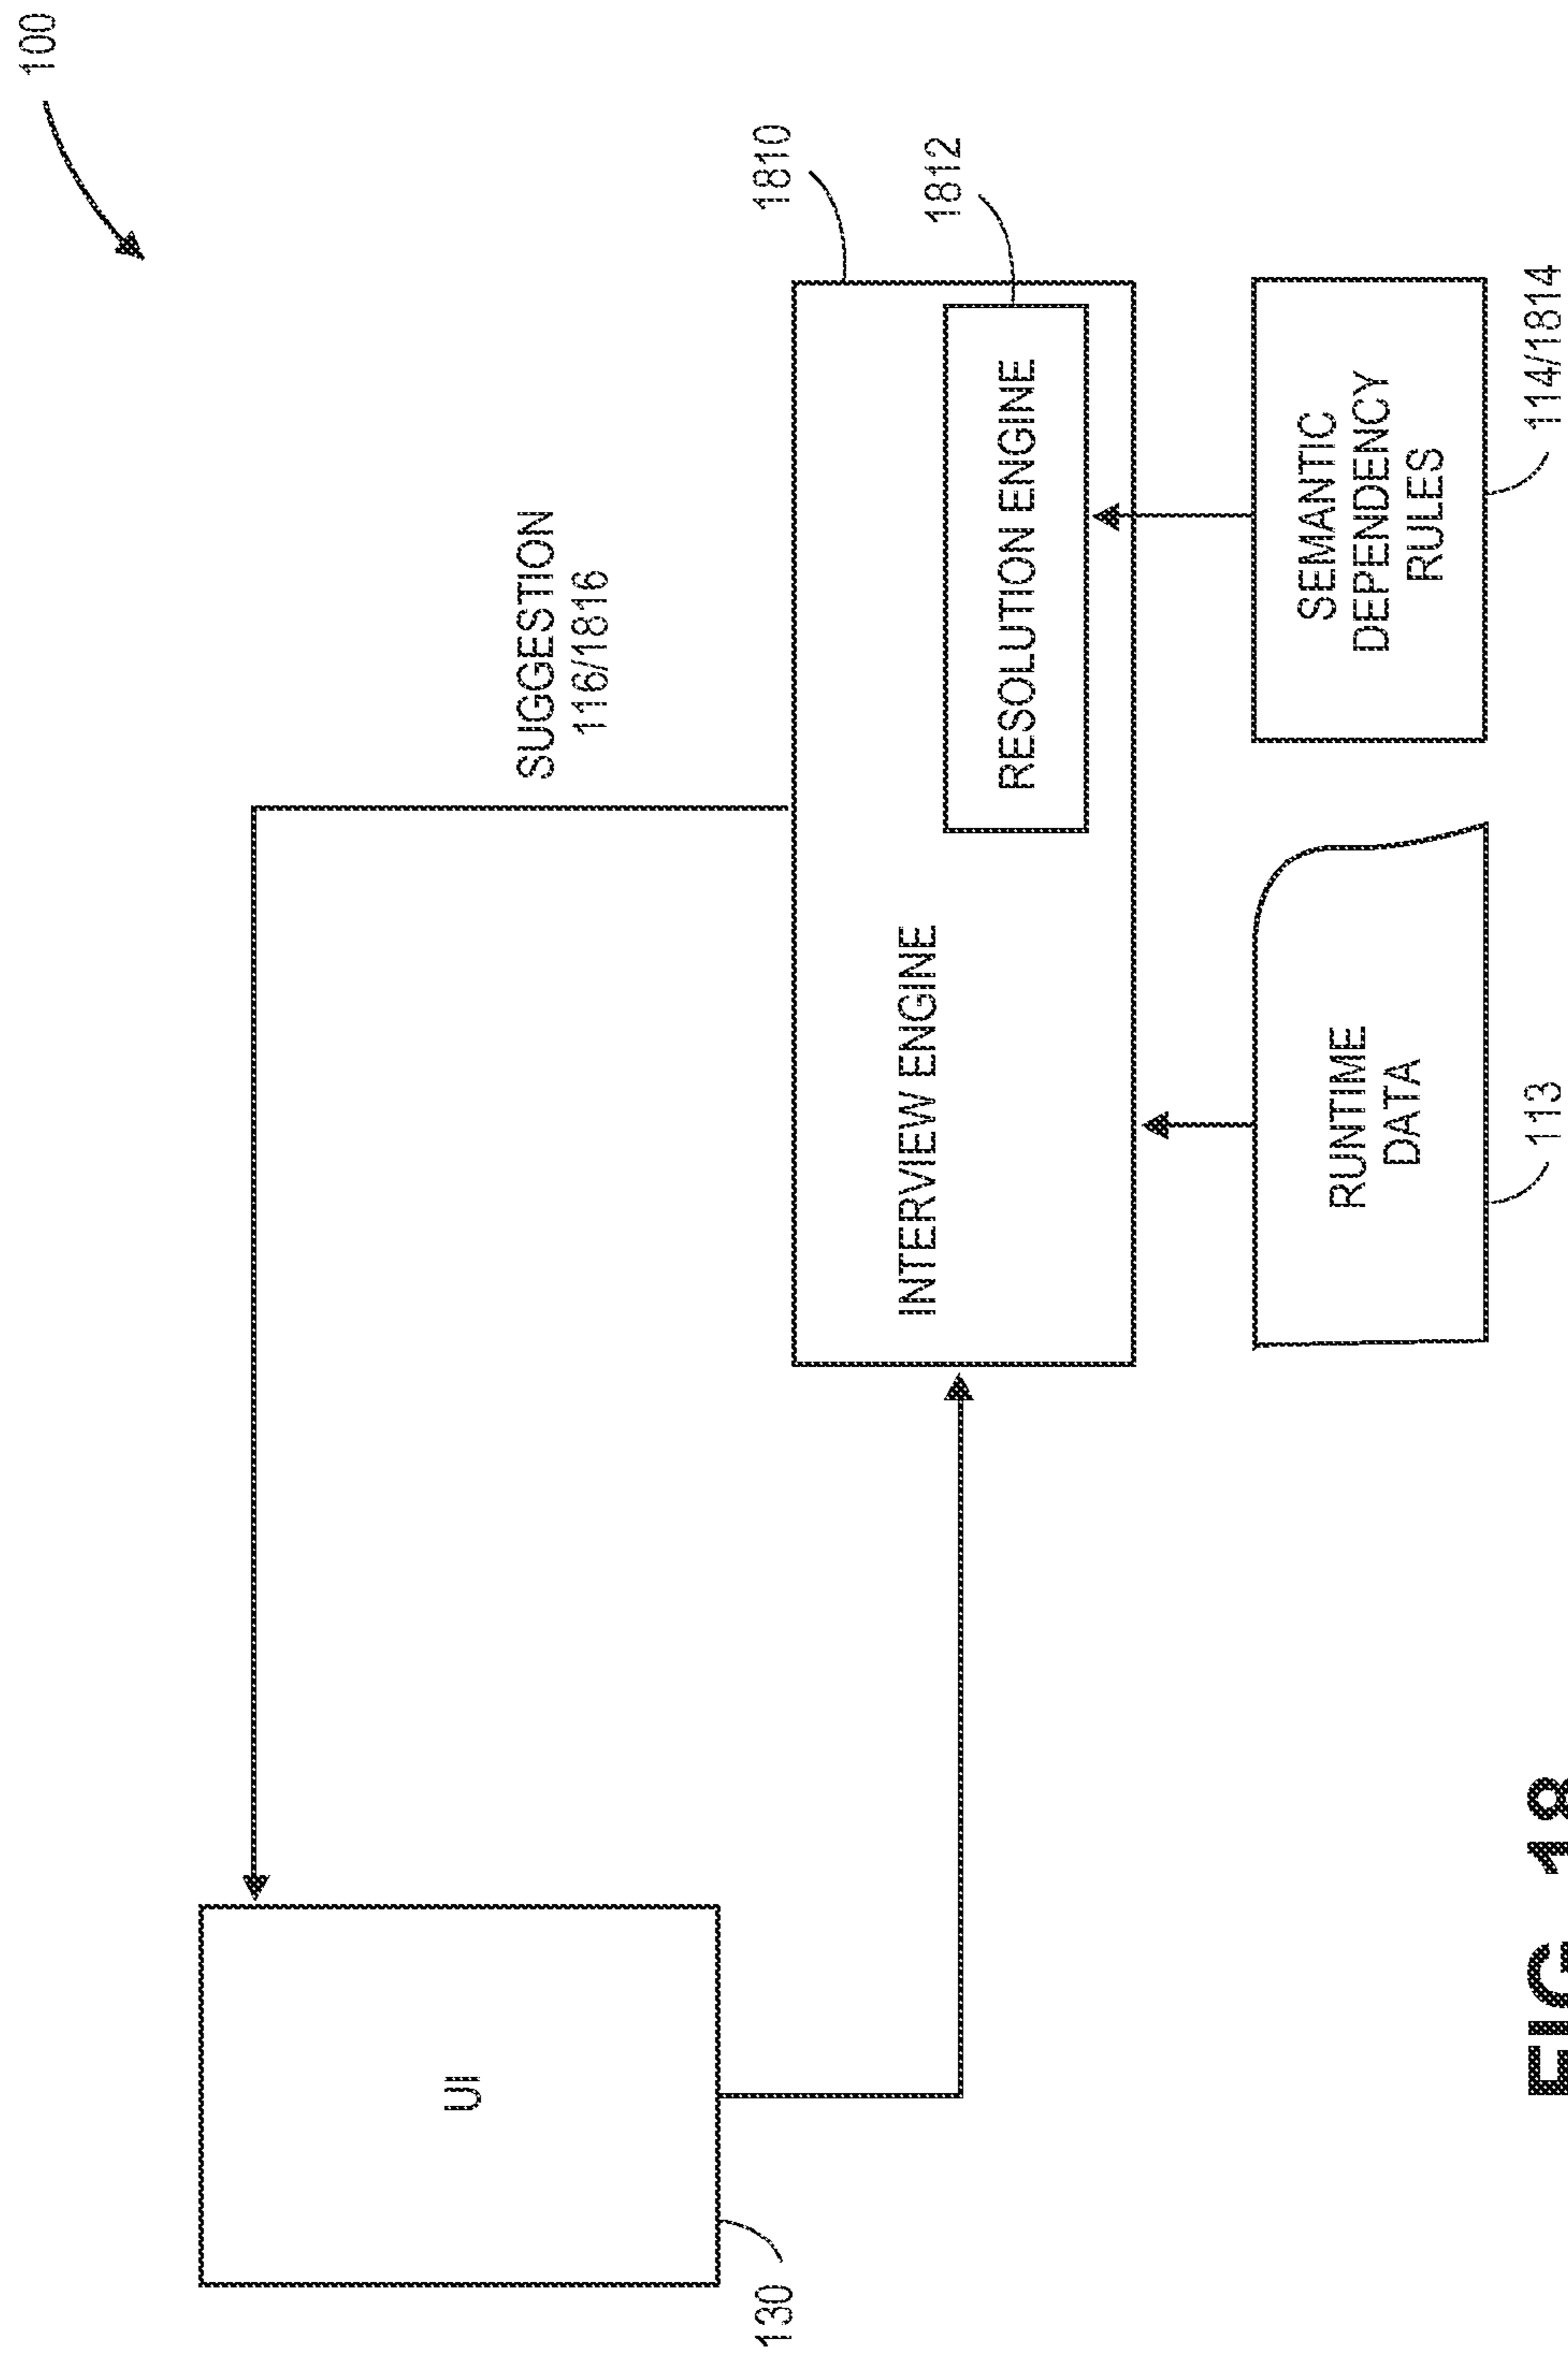 100
SUGGESTION
116/1816
1810
1812
UI
130
INTERVIEW ENGINE
RESOLUTION ENGINE
RUNTIME
DATA
113
SEMANTIC
DEPENDENCY
RULES
114/1814
FIG. 18